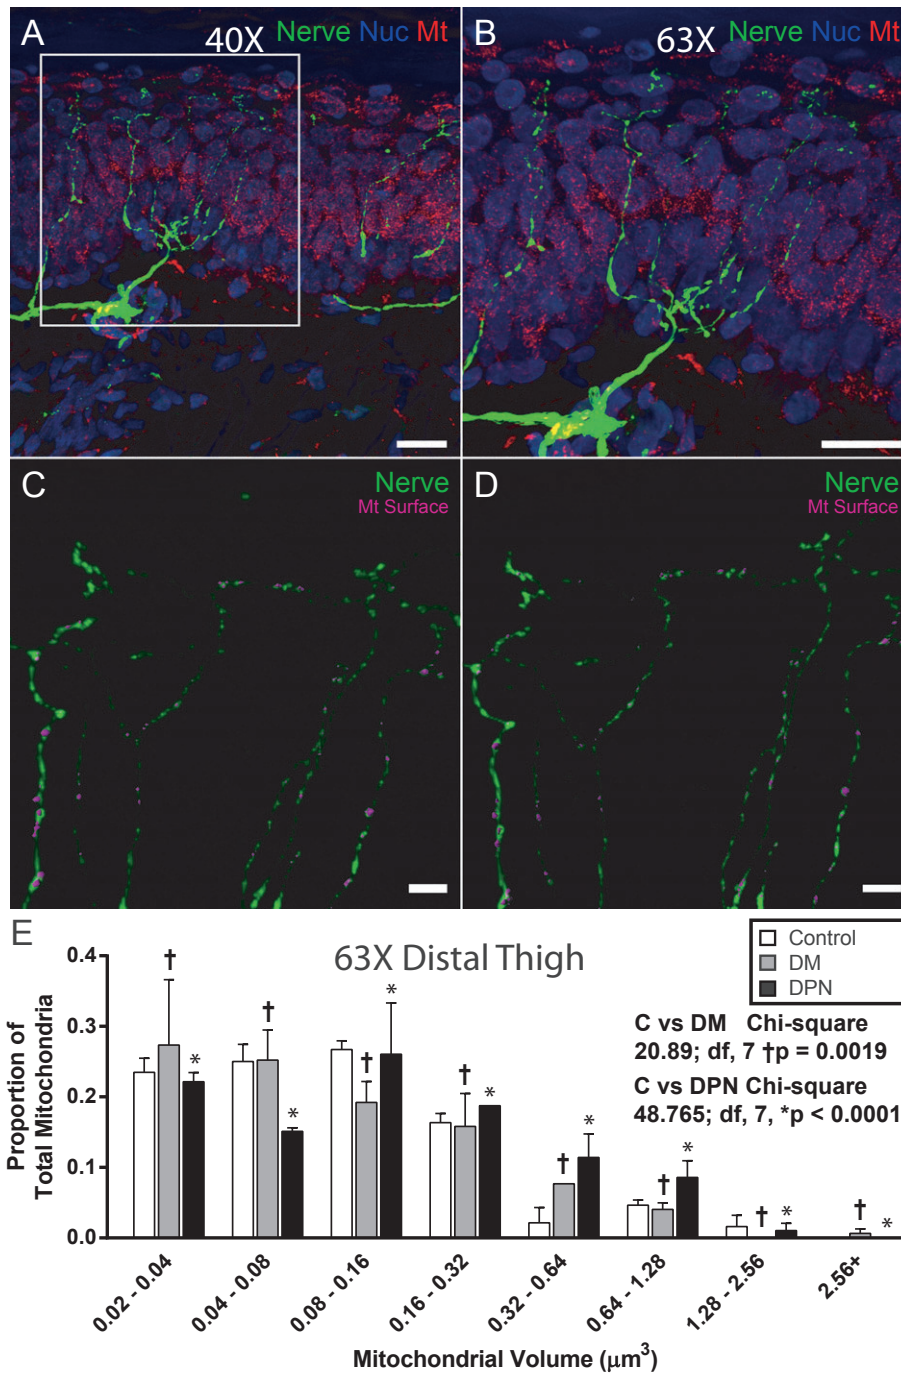 A 40X Nerve Nuc Mt
B 63X Nerve Nuc Mt
C Nerve
Mt Surface
D Nerve
Mt Surface
E 63X Distal Thigh
Control
DM
DPN
C vs DM Chi-square
20.89; df, 7 †p = 0.0019
C vs DPN Chi-square
48.765; df, 7, *p < 0.0001
Proportion of
Total Mitochondria
0.4
0.3
0.2
0.1
0.0
† * † * † * † * † * † * † * † *
0.02 - 0.04
0.04 - 0.08
0.08 - 0.16
0.16 - 0.32
0.32 - 0.64
0.64 - 1.28
1.28 - 2.56
2.56+
Mitochondrial Volume (μm³)